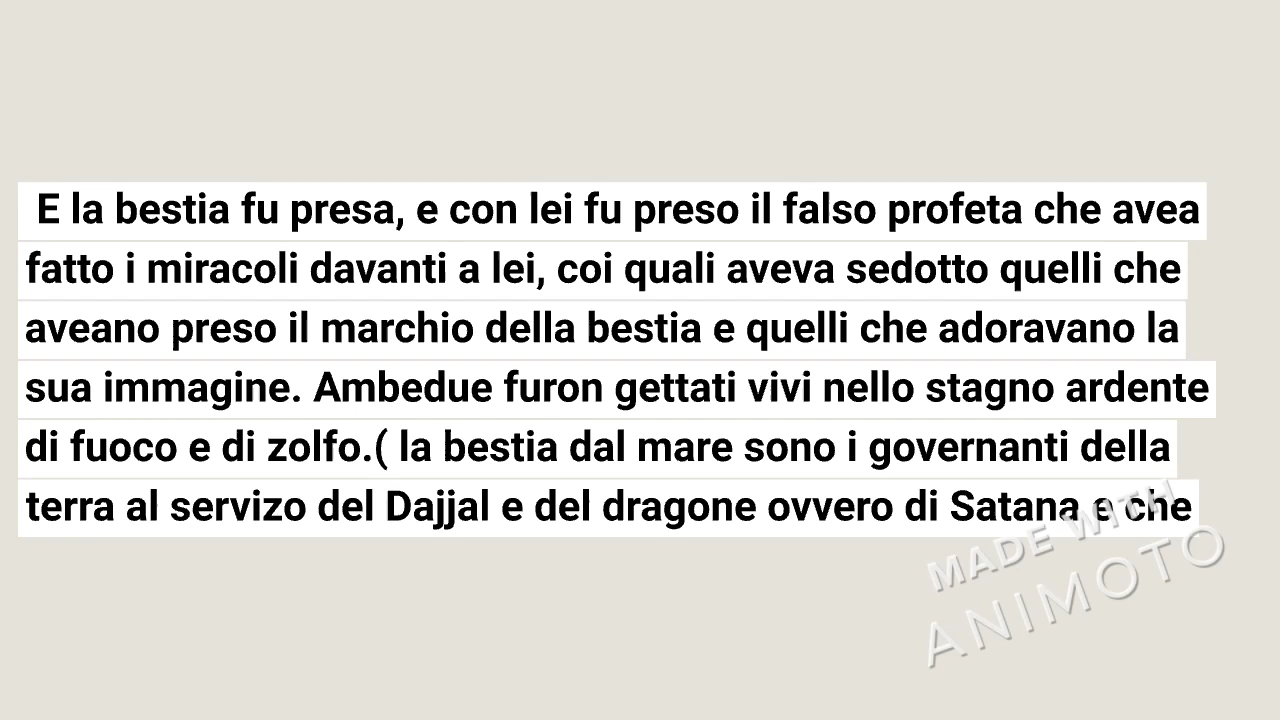 E la bestia fu presa, e con lei fu preso il falso profeta che avea
fatto i miracoli davanti a lei, coi quali aveva sedotto quelli che
aveano preso il marchio della bestia e quelli che adoravano la
sua immagine. Ambedue furon gettati vivi nello stagno ardente
di fuoco e di zolfo.( la bestia dal mare sono i governanti della
terra al servizo del Dajjal e del dragone ovvero di Satana e che
MADE WITH
ANIMOTO